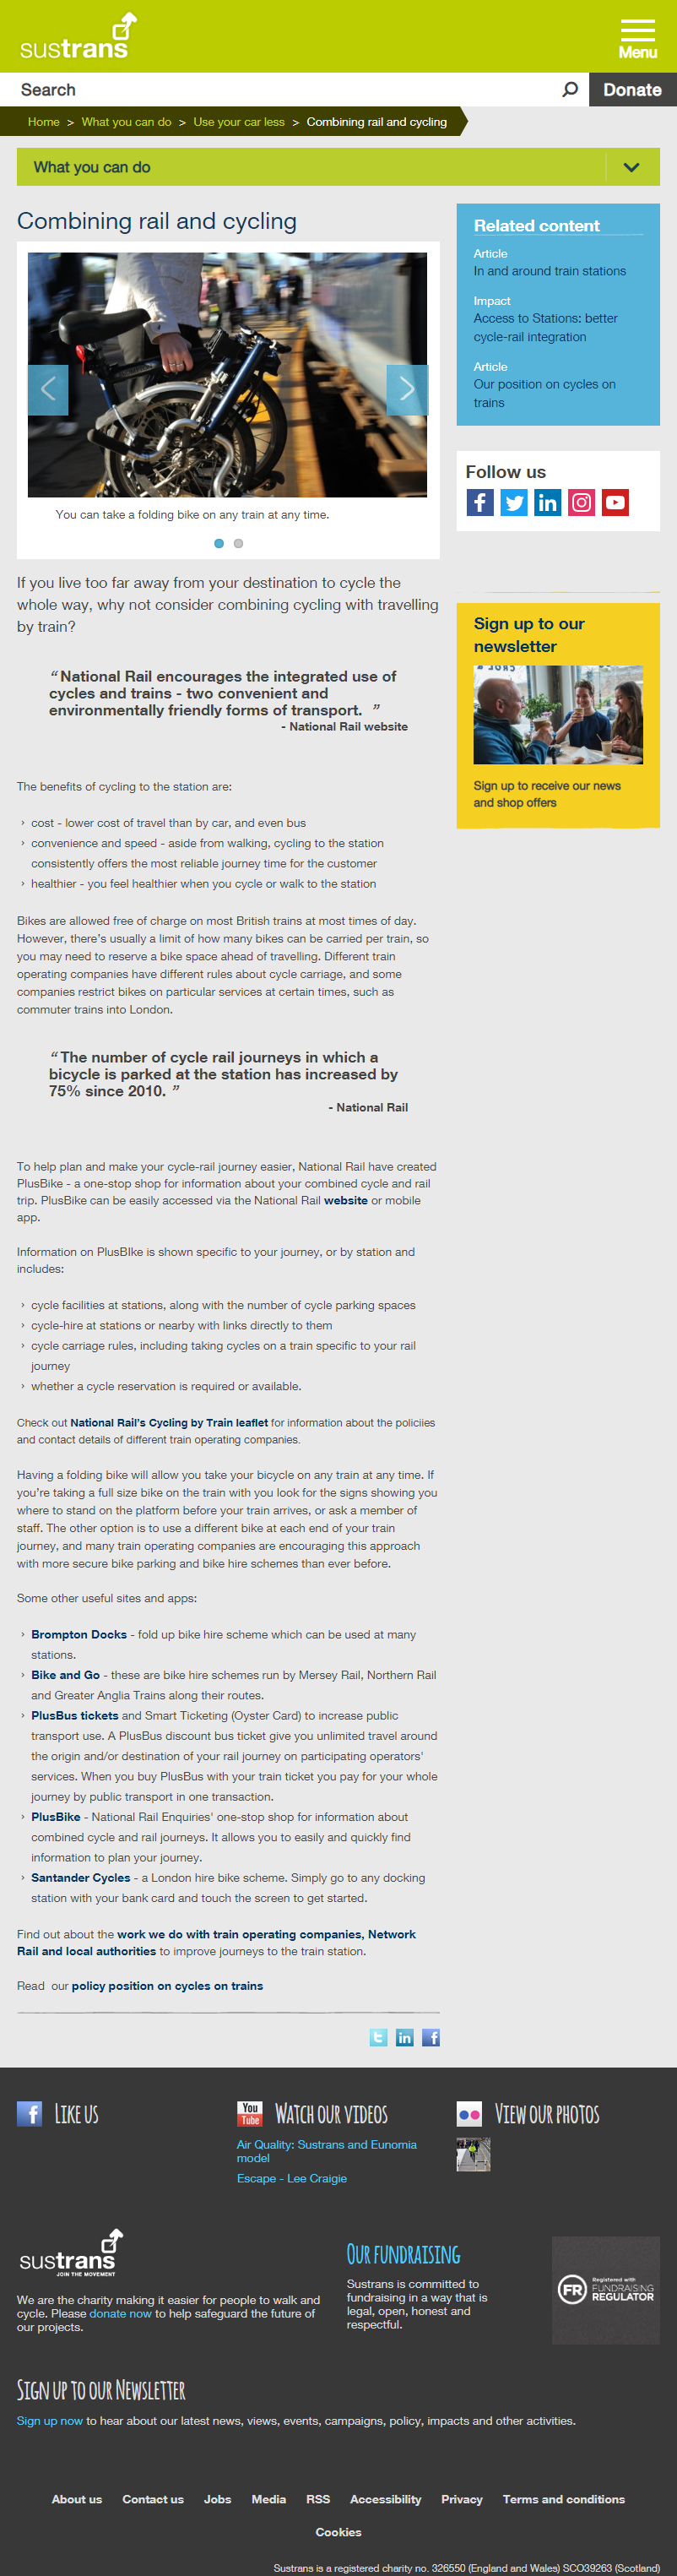 sustrans
Menu
Search
Donate
Home > What you can do > Use your car less > Combining rail and cycling
What you can do
Combining rail and cycling
You can take a folding bike on any train at any time.
If you live too far away from your destination to cycle the
whole way, why not consider combining cycling with travelling
by train?
“National Rail encourages the integrated use of
cycles and trains - two convenient and
environmentally friendly forms of transport. ”
- National Rail website
The benefits of cycling to the station are:
cost - lower cost of travel than by car, and even bus
convenience and speed - aside from walking, cycling to the station
consistently offers the most reliable journey time for the customer
healthier - you feel healthier when you cycle or walk to the station
Bikes are allowed free of charge on most British trains at most times of day.
However, there's usually a limit of how many bikes can be carried per train, so
you may need to reserve a bike space ahead of travelling. Different train
operating companies have different rules about cycle carriage, and some
companies restrict bikes on particular services at certain times, such as
commuter trains into London.
“The number of cycle rail journeys in which a
bicycle is parked at the station has increased by
75% since 2010. ”
- National Rail
To help plan and make your cycle-rail journey easier, National Rail have created
PlusBike - a one-stop shop for information about your combined cycle and rail
trip. PlusBike can be easily accessed via the National Rail website or mobile
app.
Information on PlusBIke is shown specific to your journey, or by station and
includes:
cycle facilities at stations, along with the number of cycle parking spaces
cycle-hire at stations or nearby with links directly to them
cycle carriage rules, including taking cycles on a train specific to your rail
journey
whether a cycle reservation is required or available.
Check out National Rail's Cycling by Train leaflet for information about the policiies
and contact details of different train operating companies.
Having a folding bike will allow you take your bicycle on any train at any time. If
you're taking a full size bike on the train with you look for the signs showing you
where to stand on the platform before your train arrives, or ask a member of
staff. The other option is to use a different bike at each end of your train
journey, and many train operating companies are encouraging this approach
with more secure bike parking and bike hire schemes than ever before.
Some other useful sites and apps:
Brompton Docks - fold up bike hire scheme which can be used at many
stations.
Bike and Go - these are bike hire schemes run by Mersey Rail, Northern Rail
and Greater Anglia Trains along their routes.
PlusBus tickets and Smart Ticketing (Oyster Card) to increase public
transport use. A PlusBus discount bus ticket give you unlimited travel around
the origin and/or destination of your rail journey on participating operators'
services. When you buy PlusBus with your train ticket you pay for your whole
journey by public transport in one transaction.
PlusBike - National Rail Enquiries' one-stop shop for information about
combined cycle and rail journeys. It allows you to easily and quickly find
information to plan your journey.
Santander Cycles - a London hire bike scheme. Simply go to any docking
station with your bank card and touch the screen to get started.
Find out about the work we do with train operating companies, Network
Rail and local authorities to improve journeys to the train station.
Read our policy position on cycles on trains
Related content
Article
In and around train stations
Impact
Access to Stations: better
cycle-rail integration
Article
Our position on cycles on
trains
Follow us
Sign up to our
newsletter
Sign up to receive our news
and shop offers
Like us
You Tube
Watch our videos
Air Quality: Sustrans and Eunomia
model
Escape - Lee Craigie
View our photos
sustrans
JOIN THE MOVEMENT
We are the charity making it easier for people to walk and
cycle. Please donate now to help safeguard the future of
our projects.
Our fundraising
Sustrans is committed to
fundraising in a way that is
legal, open, honest and
respectful.
FR
Registered with
FUNDRAISING
REGULATOR
Sign up to our Newsletter
Sign up now to hear about our latest news, views, events, campaigns, policy, impacts and other activities.
About us Contact us Jobs Media RSS Accessibility Privacy Terms and conditions
Cookies
Sustrans is a registered charity no. 326550 (England and Wales) SCO39263 (Scotland)